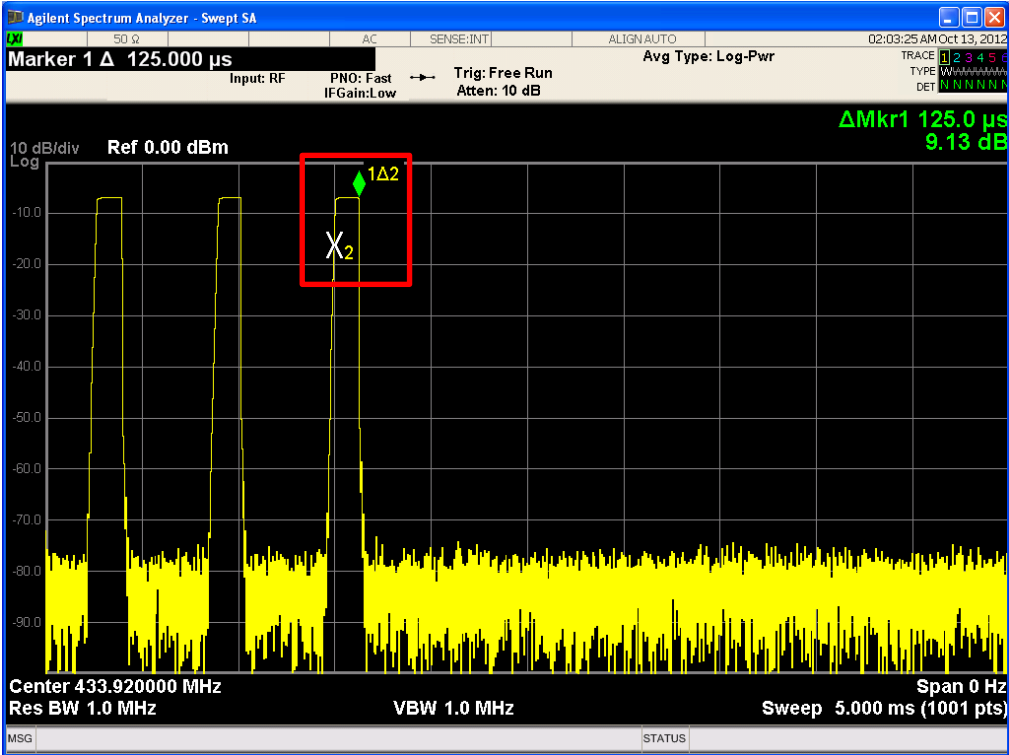 Agilent Spectrum Analyzer - Swept SA
LXI 50 Ω AC SENSE:INT ALIGN AUTO 02:03:25 AM Oct 13, 2012
Marker 1 Δ 125.000 µs
Avg Type: Log-Pwr
TRACE 1 2 3 4 5 6
Input: RF PNO: Fast Trig: Free Run
TYPE W
IFGain:Low Atten: 10 dB
DET N N N N N N
ΔMkr1 125.0 µs
9.13 dB
10 dB/div Ref 0.00 dBm
Log
1Δ2
-10.0
X2
-20.0
-30.0
-40.0
-50.0
-60.0
-70.0
-80.0
-90.0
Center 433.920000 MHz Span 0 Hz
Res BW 1.0 MHz VBW 1.0 MHz Sweep 5.000 ms (1001 pts)
MSG STATUS